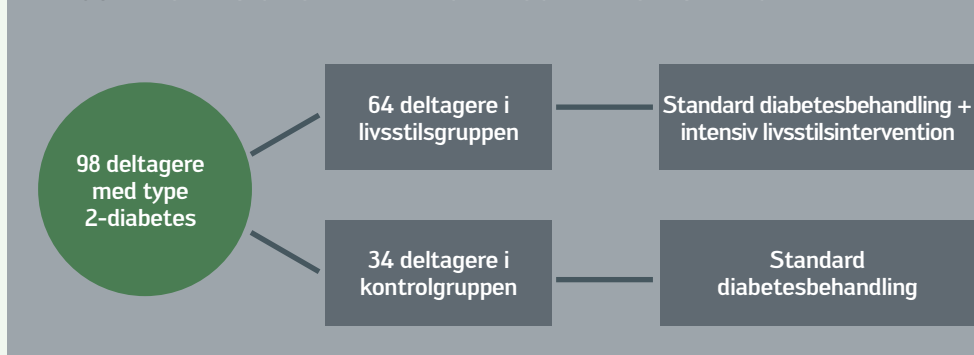 98 deltagere
med type
2-diabetes
64 deltagere i
livsstilsgruppen
Standard diabetesbehandling +
intensiv livsstilsintervention
34 deltagere i
kontrolgruppen
Standard
diabetesbehandling